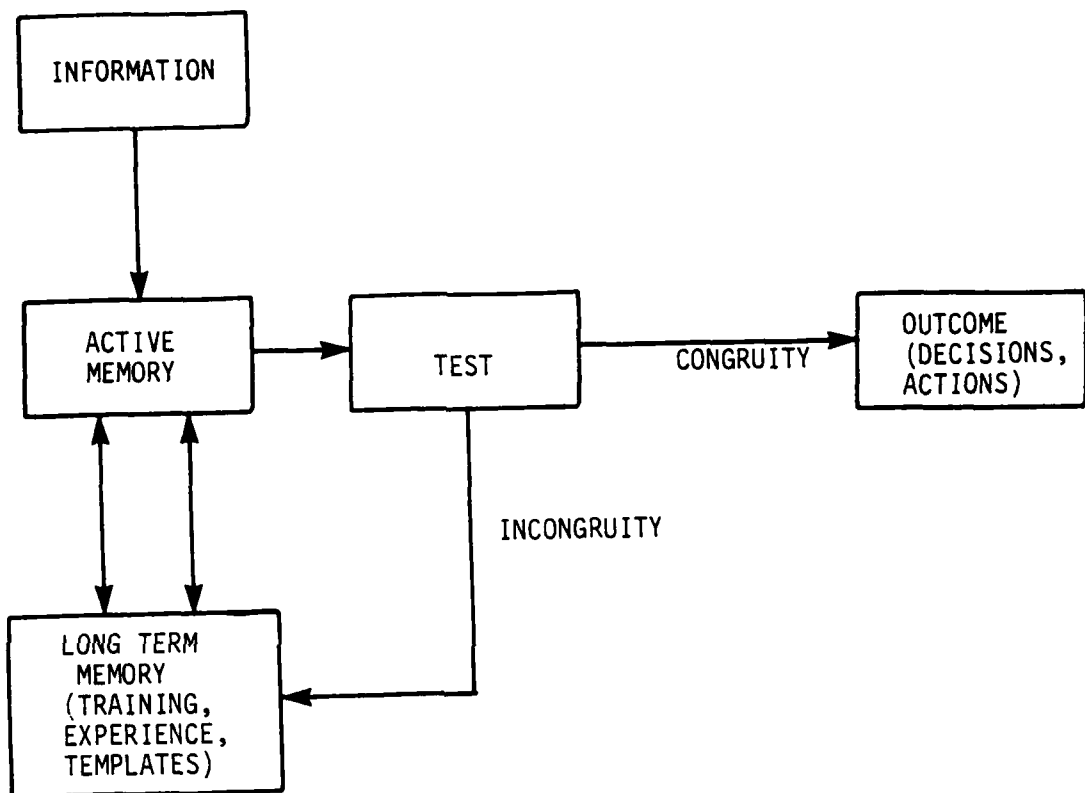 INFORMATION
ACTIVE
MEMORY
TEST
CONGRUITY
OUTCOME
(DECISIONS,
ACTIONS)
INCONGRUITY
LONG TERM
MEMORY
(TRAINING,
EXPERIENCE,
TEMPLATES)